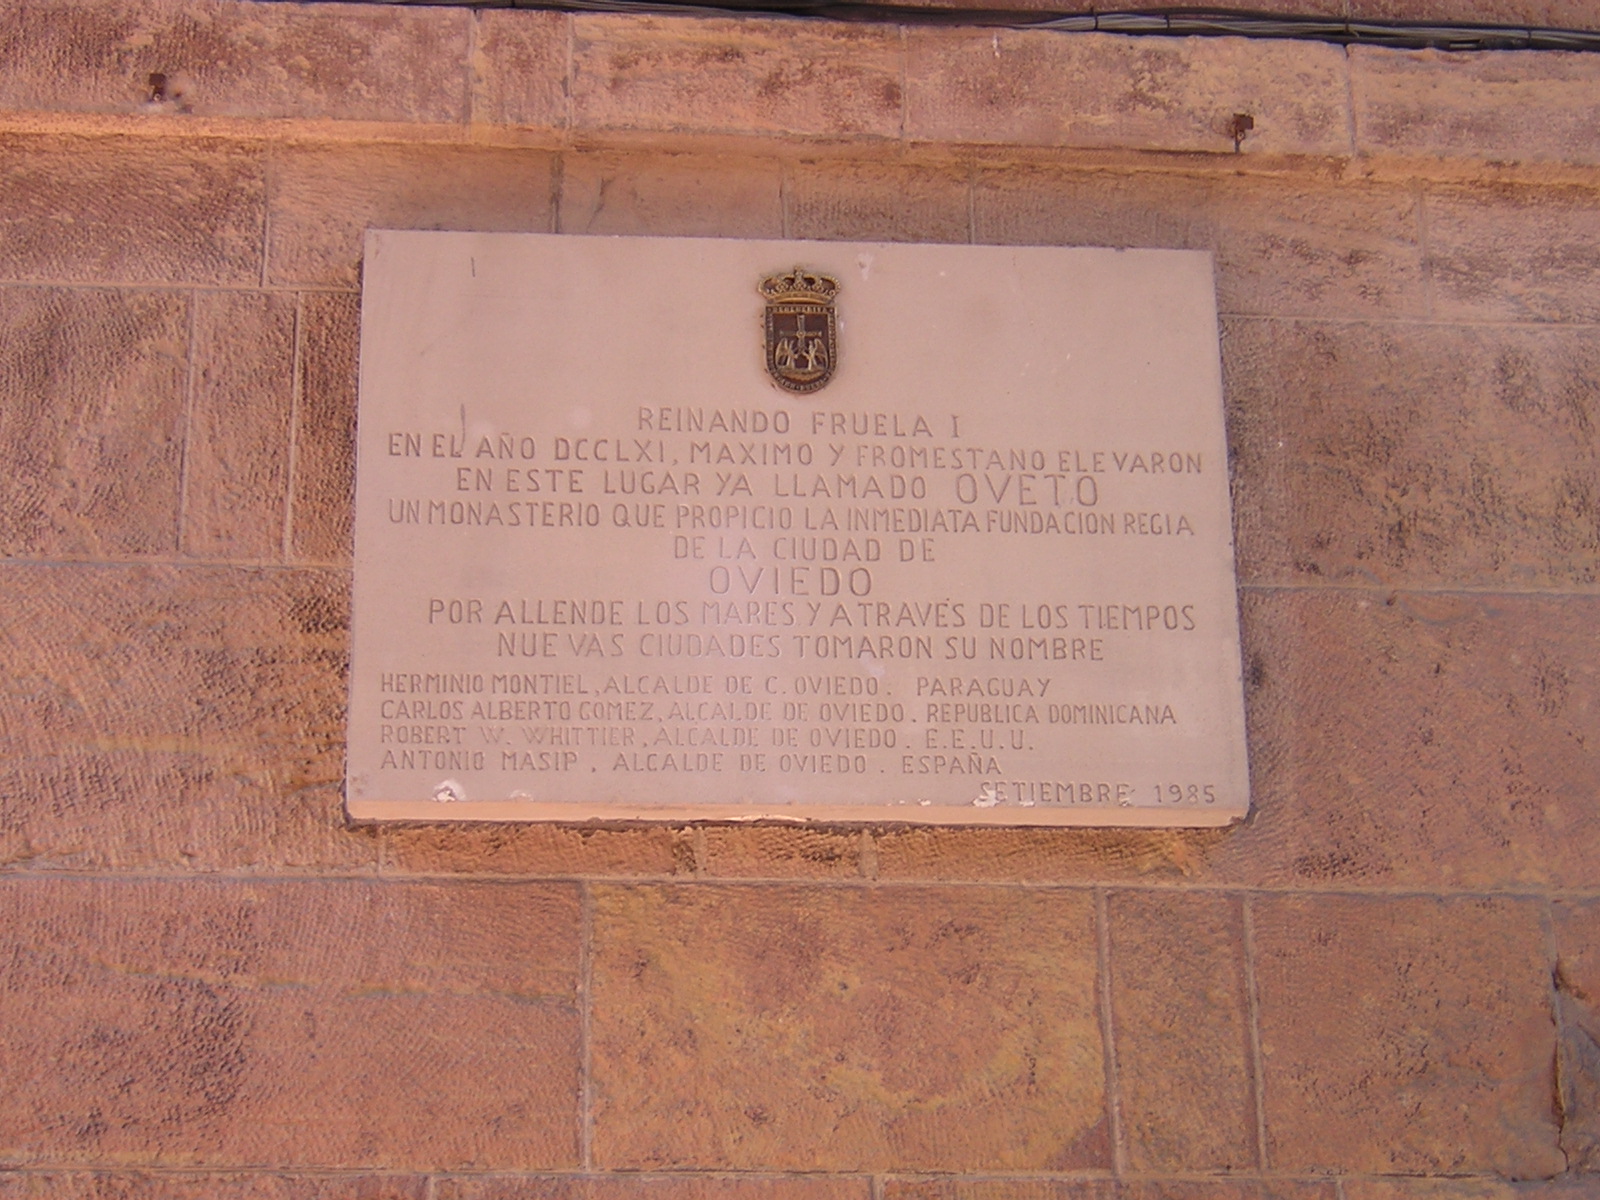 REINANDO FRUELA I
EN EL AÑO DCCLXI, MAXIMO Y FROMESTANO ELEVARON
EN ESTE LUGAR YA LLAMADO OVETO
UN MONASTERIO QUE PROPICIO LA INMEDIATA FUNDACION REGIA
DE LA CIUDAD DE
OVIEDO
POR ALLENDE LOS MARES Y A TRAVÉS DE LOS TIEMPOS
NUEVAS CIUDADES TOMARON SU NOMBRE
HERMINIO MONTIEL, ALCALDE DE C. OVIEDO. PARAGUAY
CARLOS ALBERTO GOMEZ, ALCALDE DE OVIEDO. REPUBLICA DOMINICANA
ROBERT W. WHITTIER, ALCALDE DE OVIEDO. E.E.U.U.
ANTONIO MASIP, ALCALDE DE OVIEDO. ESPAÑA
SETIEMBRE 1985